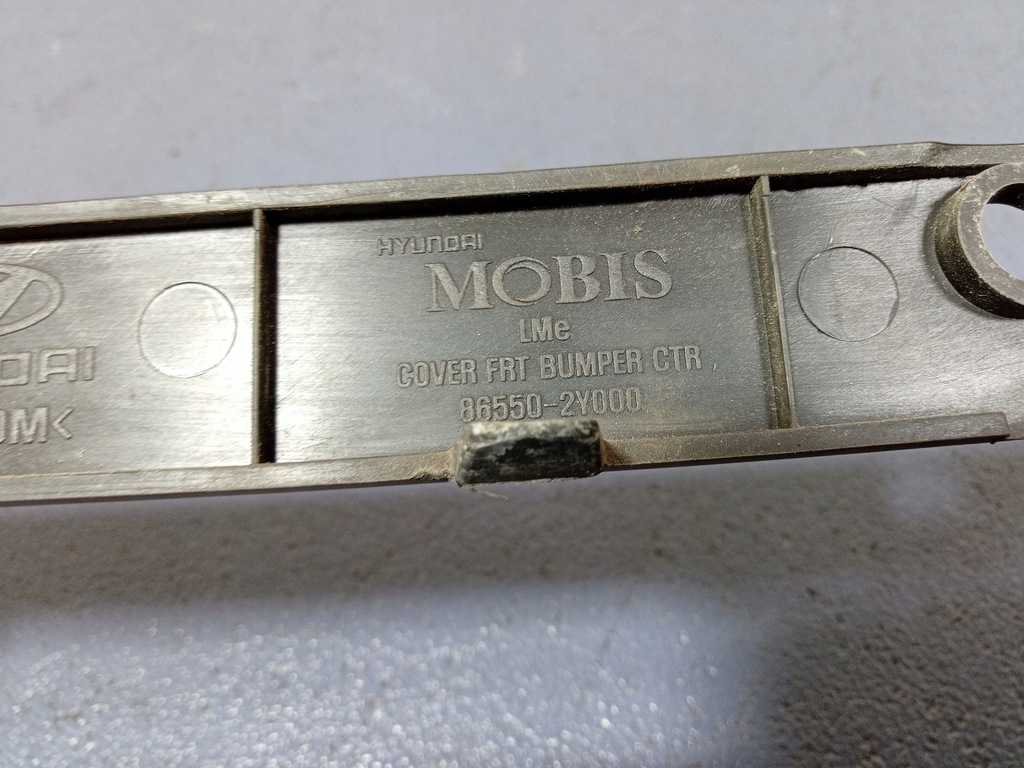 HYUNDAI
MOBIS
LMe
COVER FRT BUMPER CTR
86550-2Y000